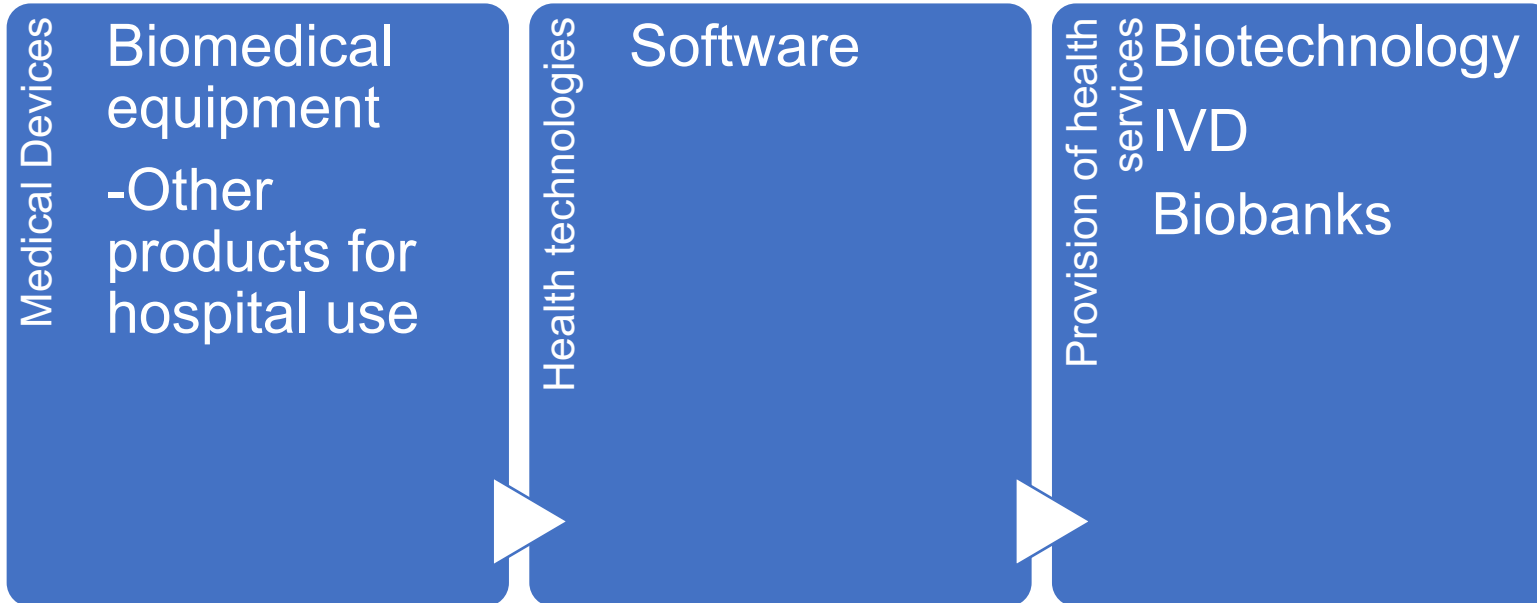 Medical Devices
Biomedical
equipment
-Other
products for
hospital use
Health technologies
Software
Provision of health
services
Biotechnology
IVD
Biobanks